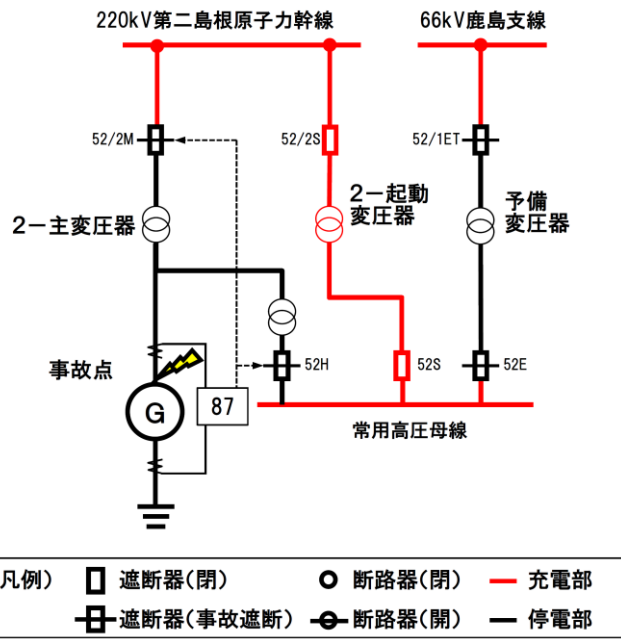 220kV第二島根原子力幹線
66kV鹿島支線
52/2M
52/2S
52/1ET
2－主変圧器
2－起動
変圧器
予備
変圧器
事故点
52H
52S
52E
G
87
常用高圧母線
凡例）
遮断器(閉)
断路器(閉)
充電部
遮断器(事故遮断)
断路器(開)
停電部